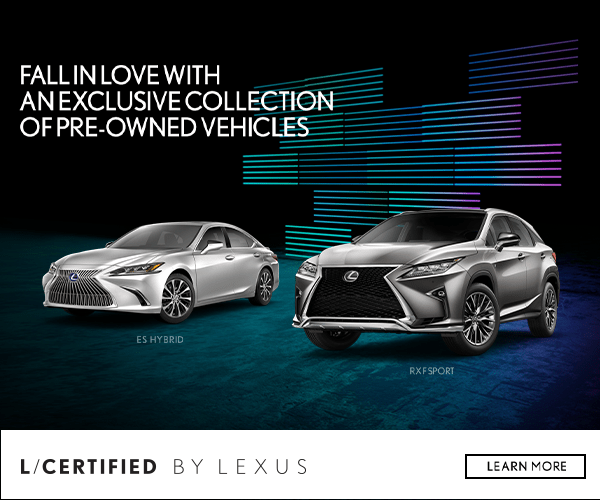 FALL IN LOVE WITH
AN EXCLUSIVE COLLECTION
OF PRE-OWNED VEHICLES
ES HYBRID
RX F SPORT
L/CERTIFIED BY LEXUS
LEARN MORE